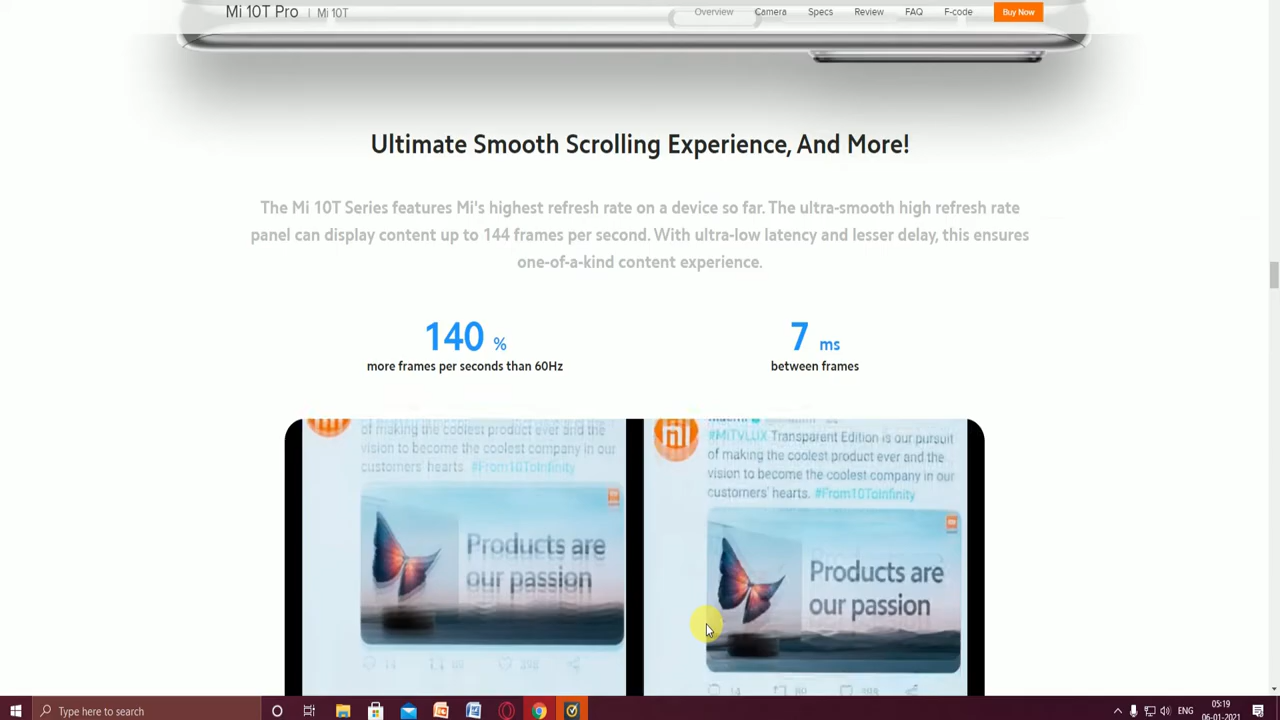 Mi 10T Pro | Mi 10T
Overview Camera Specs Review FAQ F-code Buy Now
Ultimate Smooth Scrolling Experience, And More!
The Mi 10T Series features Mi's highest refresh rate on a device so far. The ultra-smooth high refresh rate
panel can display content up to 144 frames per second. With ultra-low latency and lesser delay, this ensures
one-of-a-kind content experience.
140 %
more frames per seconds than 60Hz
7 ms
between frames
of making the coolest product ever and the
vision to become the coolest company in our
customers' hearts. #From10ToInfinity
Products are
our passion
14 89 398
#MiTVLUX Transparent Edition is our pursuit
of making the coolest product ever and the
vision to become the coolest company in our
customers' hearts. #From10ToInfinity
Products are
our passion
14 89 398
Type here to search
ENG
05:19
06-01-2021